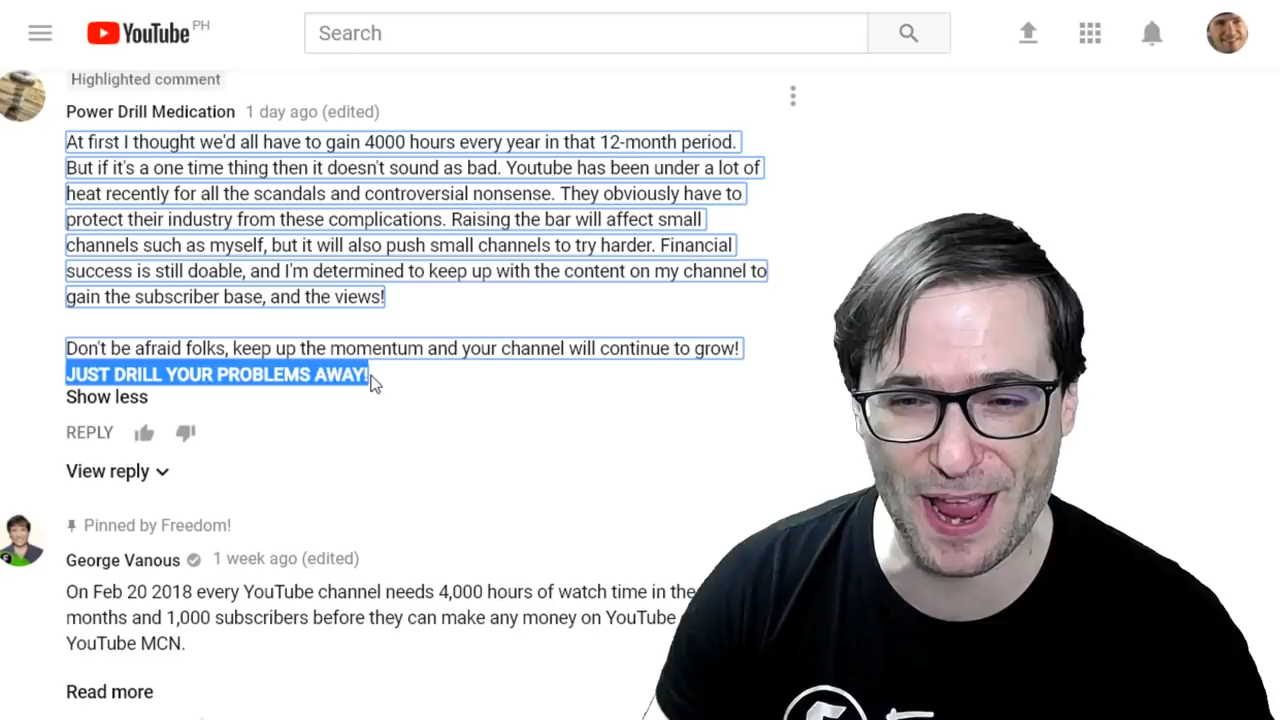 YouTube PH
Search
Highlighted comment
Power Drill Medication 1 day ago (edited)
At first I thought we'd all have to gain 4000 hours every year in that 12-month period.
But if it's a one time thing then it doesn't sound as bad. Youtube has been under a lot of
heat recently for all the scandals and controversial nonsense. They obviously have to
protect their industry from these complications. Raising the bar will affect small
channels such as myself, but it will also push small channels to try harder. Financial
success is still doable, and I'm determined to keep up with the content on my channel to
gain the subscriber base, and the views!
Don't be afraid folks, keep up the momentum and your channel will continue to grow!
JUST DRILL YOUR PROBLEMS AWAY!
Show less
REPLY
View reply
Pinned by Freedom!
George Vanous 1 week ago (edited)
On Feb 20 2018 every YouTube channel needs 4,000 hours of watch time in the
months and 1,000 subscribers before they can make any money on YouTube
YouTube MCN.
Read more